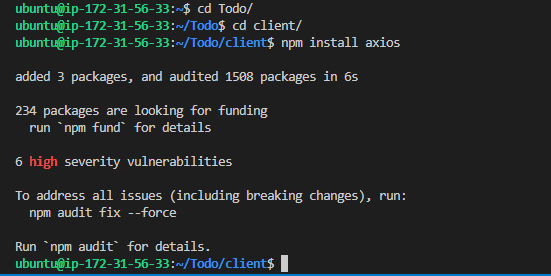 ubuntu@ip-172-31-56-33:~$ cd Todo/
ubuntu@ip-172-31-56-33:~/Todo$ cd client/
ubuntu@ip-172-31-56-33:~/Todo/client$ npm install axios
added 3 packages, and audited 1508 packages in 6s
234 packages are looking for funding
  run `npm fund` for details
6 high severity vulnerabilities
To address all issues (including breaking changes), run:
  npm audit fix --force
Run `npm audit` for details.
ubuntu@ip-172-31-56-33:~/Todo/client$